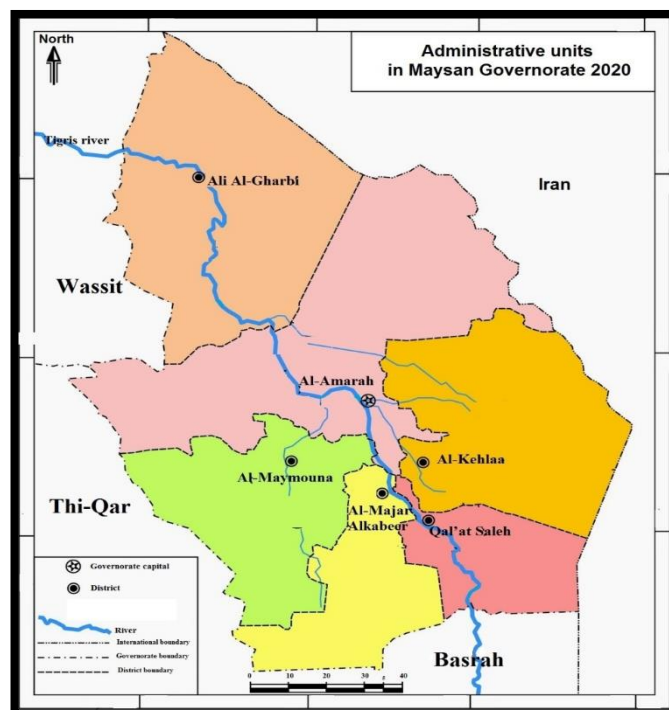 North
Administrative units
in Maysan Governorate 2020
Tigris river
Ali Al-Gharbi
Iran
Wassit
Al-Amarah
Al-Kehlaa
Al-Maymouna
Thi-Qar
Al-Majar
Alkabeer
Qal'at Saleh
Governorate capital
District
River
International boundary
Governorate boundary
District boundary
Basrah
0 10 20 40